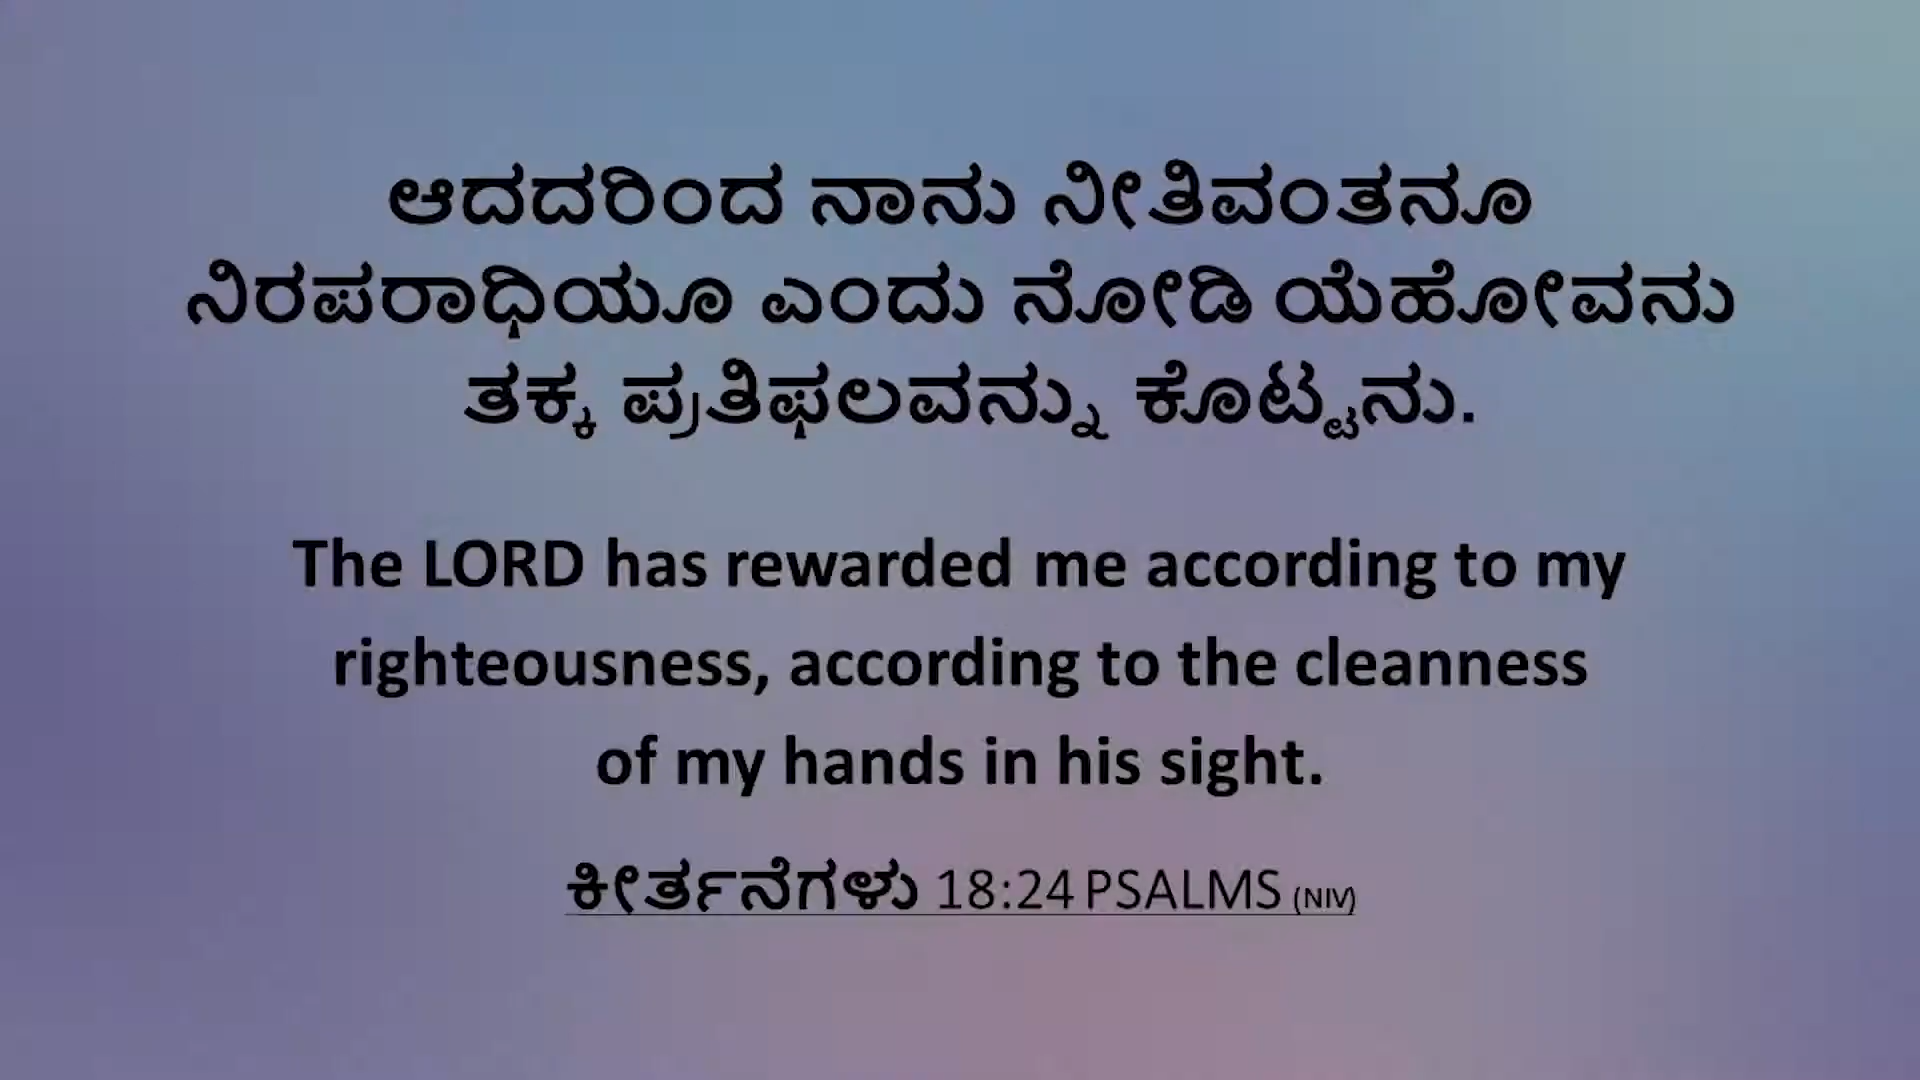 ಆದದರಿಂದ ನಾನು ನೀತಿವಂತನೂ
ನಿರಪರಾಧಿಯೂ ಎಂದು ನೋಡಿ ಯೆಹೋವನು
ತಕ್ಕ ಪ್ರತಿಫಲವನ್ನು ಕೊಟ್ಟನು.
The LORD has rewarded me according to my
righteousness, according to the cleanness
of my hands in his sight.
ಕೀರ್ತನೆಗಳು 18:24 PSALMS (NIV)